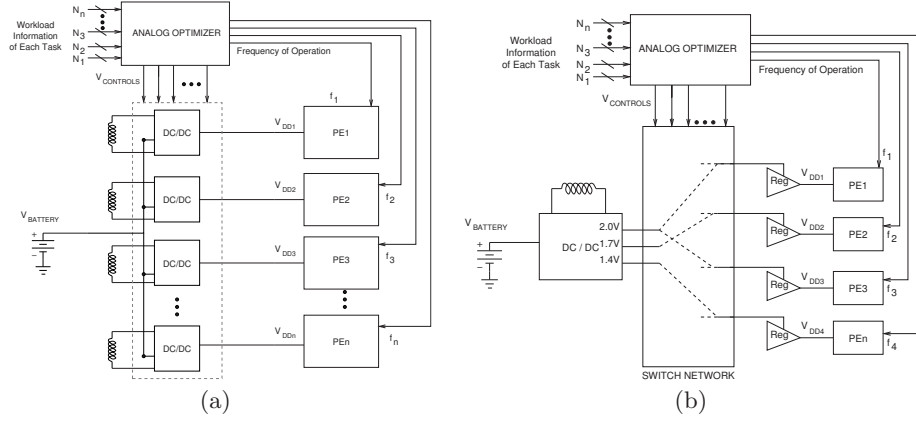 Workload
Information
of Each Task
Nn
N3
N2
N1
ANALOG OPTIMIZER
Frequency of Operation
VCONTROLS
f1
DC/DC
VDD1
PE1
DC/DC
VDD2
PE2
f2
VBATTERY
+
−
DC/DC
VDD3
PE3
f3
DC/DC
VDDn
PEn
fn
(a)
Workload
Information
of Each Task
Nn
N3
N2
N1
ANALOG OPTIMIZER
Frequency of Operation
VCONTROLS
f1
Reg
VDD1
PE1
VBATTERY
+
−
DC / DC
2.0V
1.7V
1.4V
Reg
VDD2
PE2
f2
Reg
VDD3
PE3
f3
Reg
VDD4
PEn
f4
SWITCH NETWORK
(b)